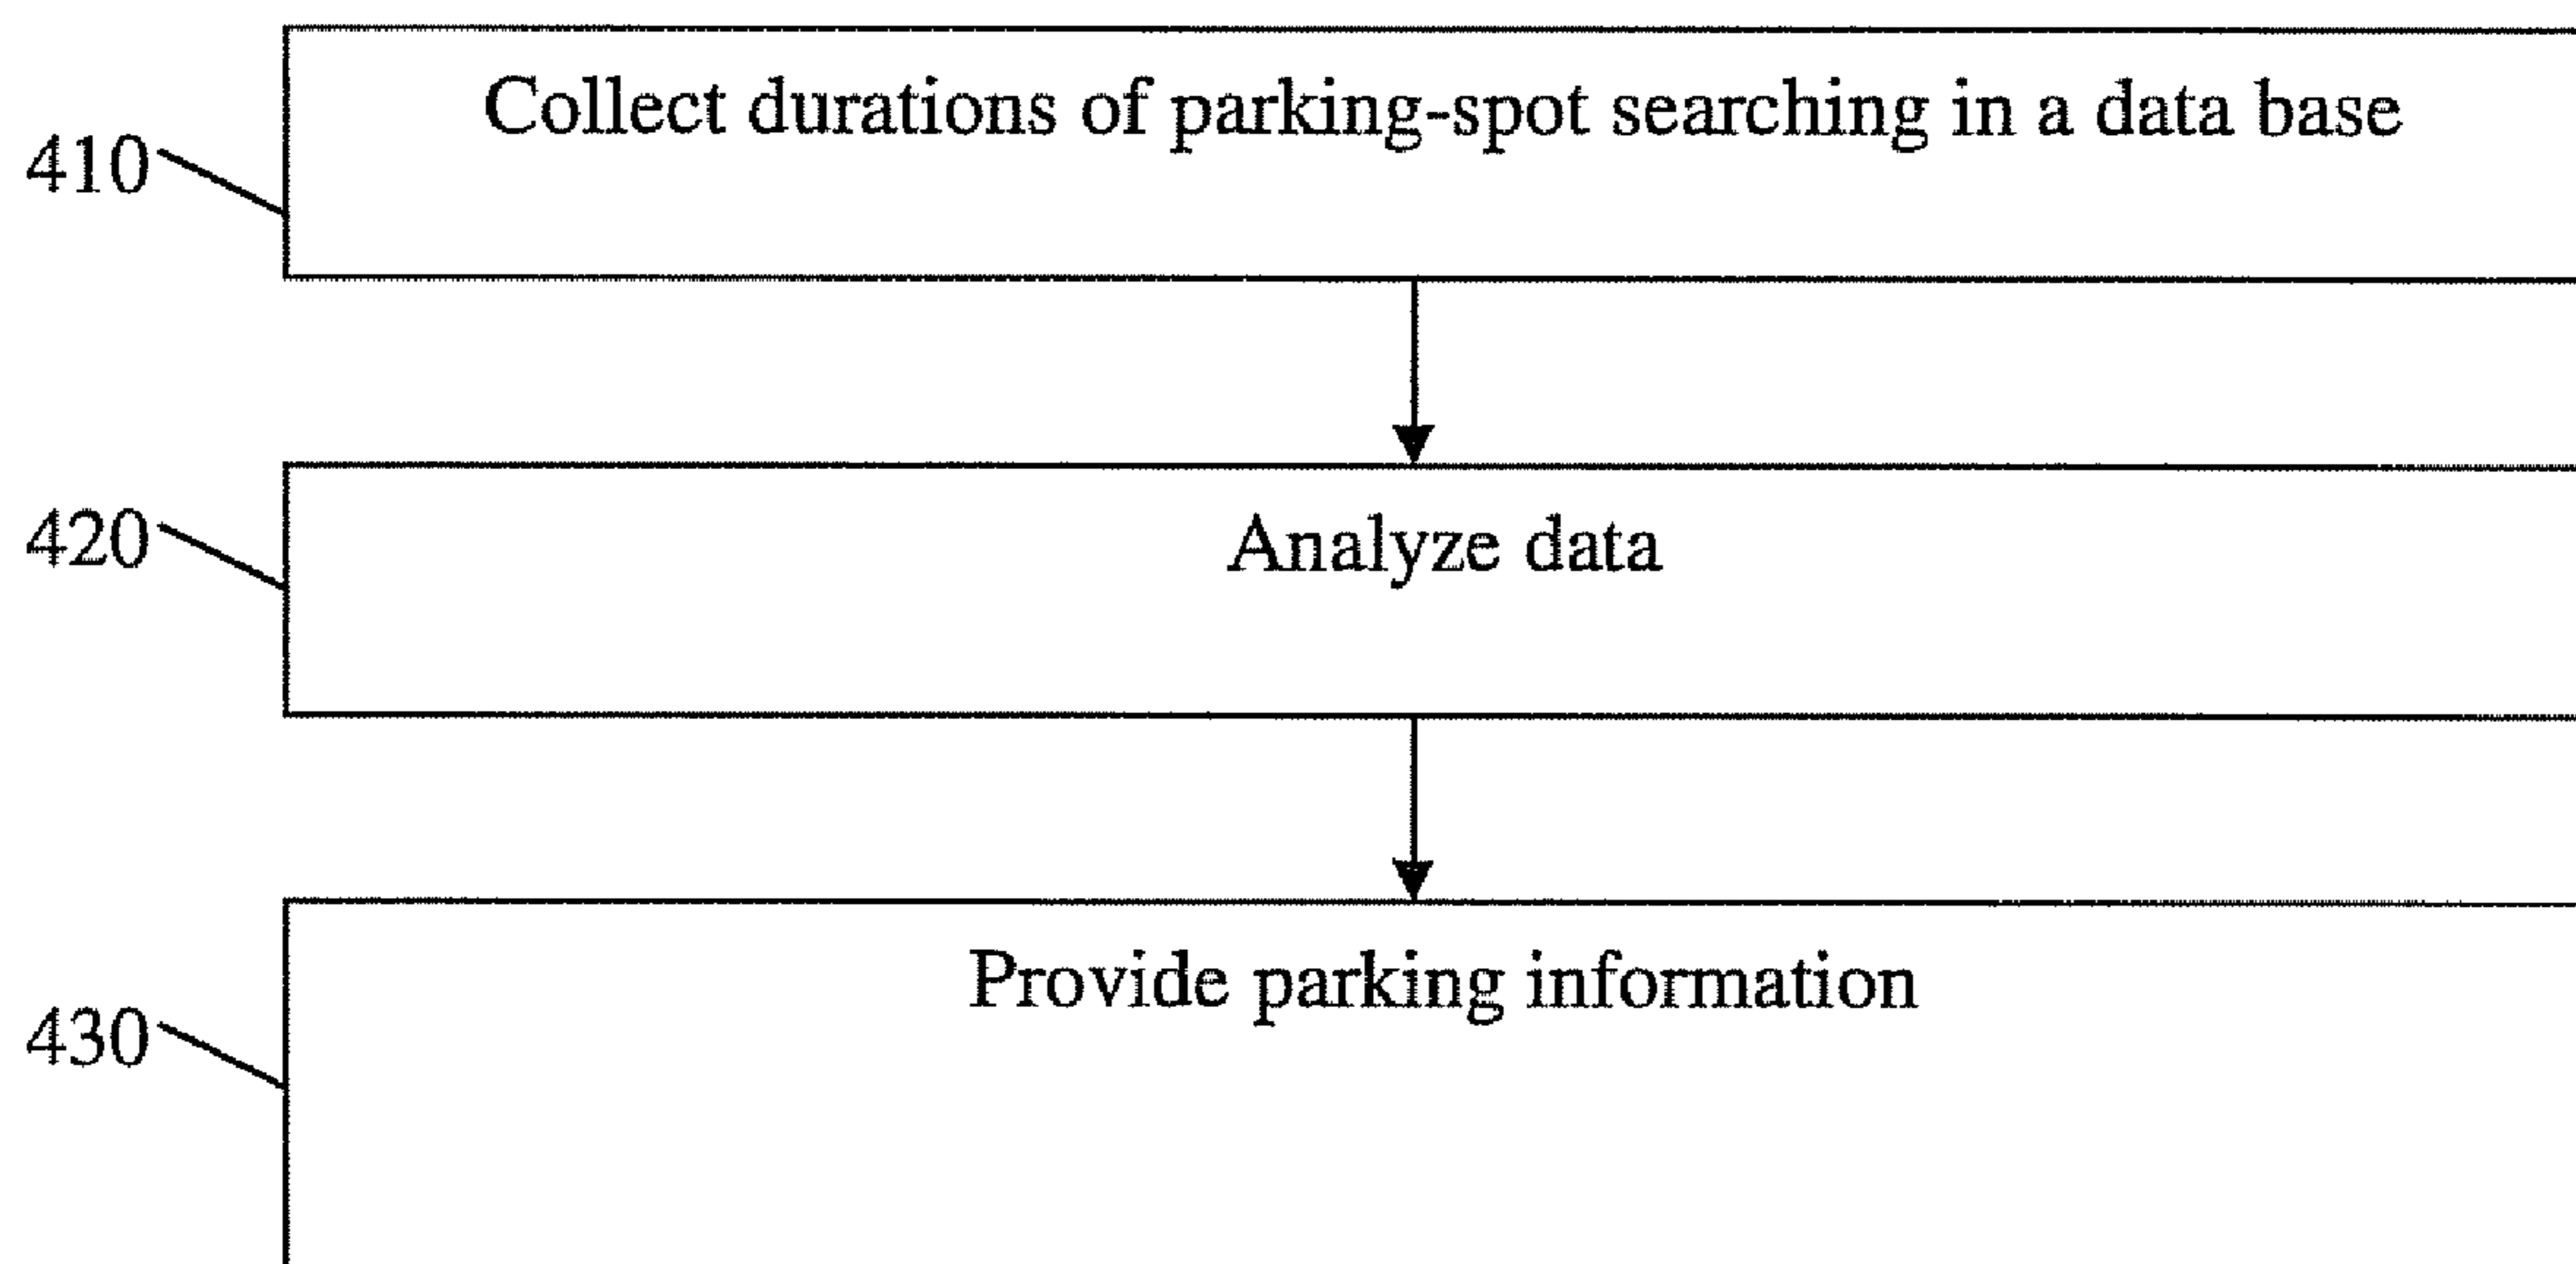 Collect durations of parking-spot searching in a data base
410
Analyze data
420
Provide parking information
430